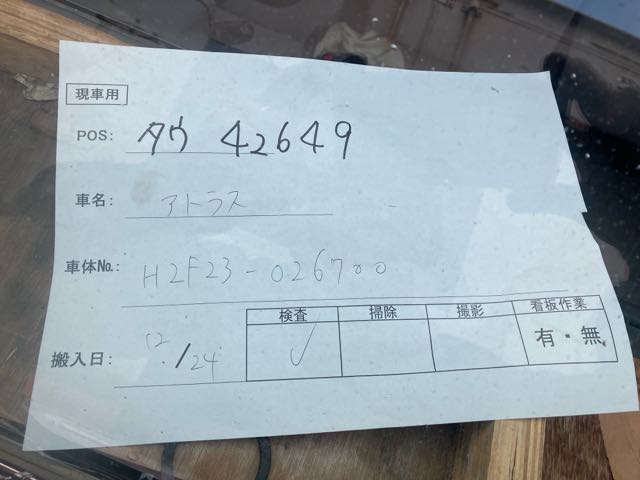 現車用
POS: タウ 42649
車名: アトラス
車体No.: H2F23-026700
検査 掃除 撮影 看板作業
搬入日: 12/24 ✓ 有・無